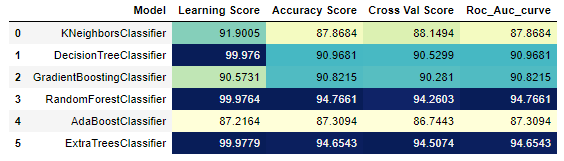 Model Learning Score Accuracy Score Cross Val Score Roc_Auc_curve
0 KNeighborsClassifier 91.9005 87.8684 88.1494 87.8684
1 DecisionTreeClassifier 99.976 90.9681 90.5299 90.9681
2 GradientBoostingClassifier 90.5731 90.8215 90.281 90.8215
3 RandomForestClassifier 99.9764 94.7661 94.2603 94.7661
4 AdaBoostClassifier 87.2164 87.3094 86.7443 87.3094
5 ExtraTreesClassifier 99.9779 94.6543 94.5074 94.6543